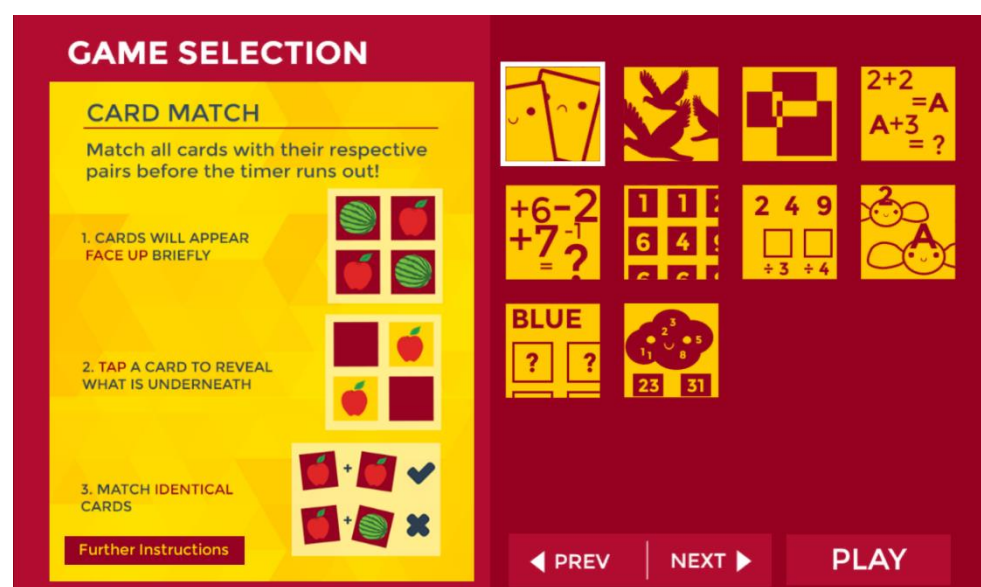 GAME SELECTION
CARD MATCH
Match all cards with their respective
pairs before the timer runs out!
1. CARDS WILL APPEAR
FACE UP BRIEFLY
2. TAP A CARD TO REVEAL
WHAT IS UNDERNEATH
3. MATCH IDENTICAL
CARDS
Further Instructions
2+2
=A
A+3
= ?
+6-2
+7-1
= ?
1 1
6 4
2 4 9
÷3 ÷4
2
A
BLUE
? ?
3
2 5
11 8
23 31
PREV NEXT PLAY